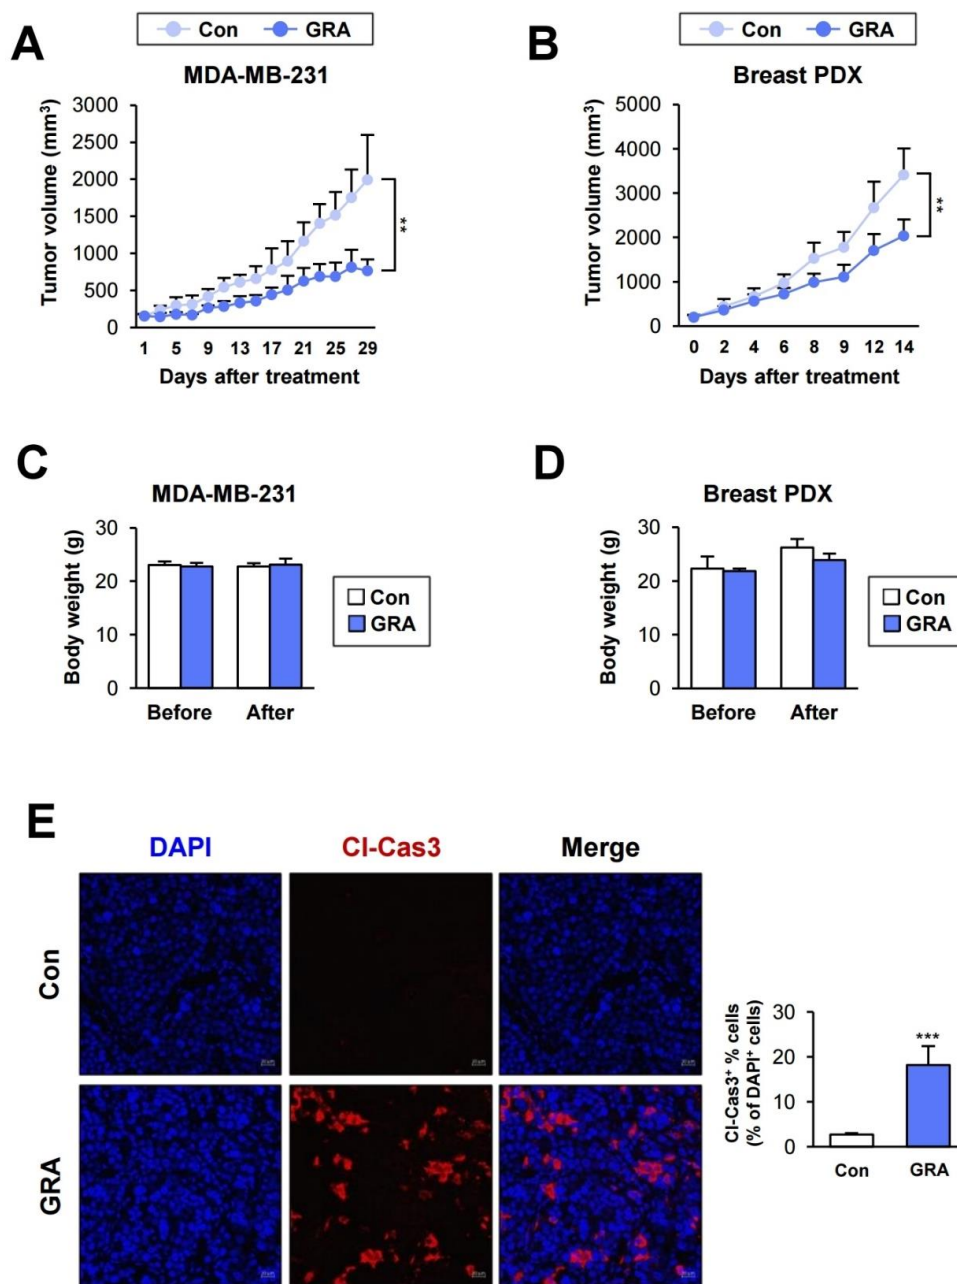 A
Con GRA
MDA-MB-231
Tumor volume (mm³)
3000
2500
2000
1500
1000
500
0
**
1 5 9 13 17 21 25 29
Days after treatment
B
Con GRA
Breast PDX
Tumor volume (mm³)
5000
4000
3000
2000
1000
0
**
0 2 4 6 8 9 12 14
Days after treatment
C
MDA-MB-231
Body weight (g)
30
20
10
0
Before After
Con
GRA
D
Breast PDX
Body weight (g)
30
20
10
0
Before After
Con
GRA
E
DAPI Cl-Cas3 Merge
Con
GRA
Cl-Cas3⁺ % cells
(% of DAPI⁺ cells)
30
20
10
0
***
Con GRA